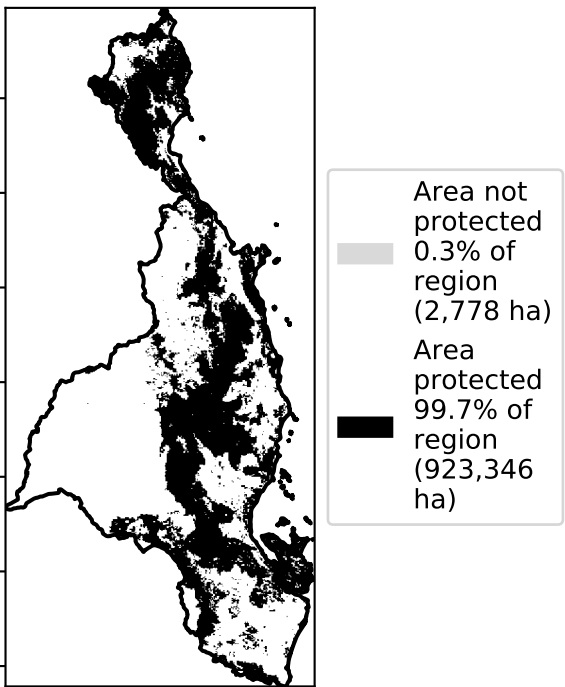 Area not
protected
0.3% of
region
(2,778 ha)
Area
protected
99.7% of
region
(923,346
ha)